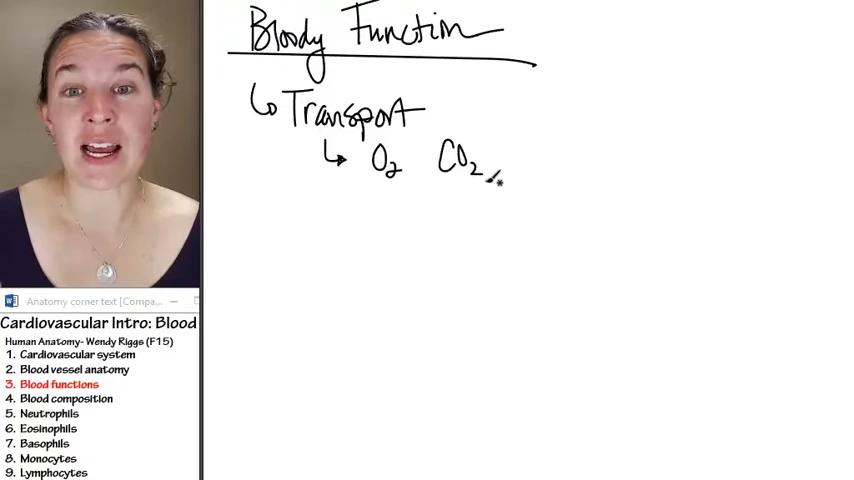 Bloody Function
Transport
O₂ CO₂
Anatomy corner text [Compa...
Cardiovascular Intro: Blood
Human Anatomy- Wendy Riggs (F15)
1. Cardiovascular system
2. Blood vessel anatomy
3. Blood functions
4. Blood composition
5. Neutrophils
6. Eosinophils
7. Basophils
8. Monocytes
9. Lymphocytes